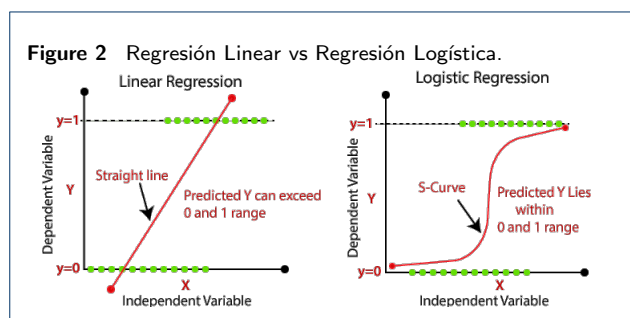 Figure 2 Regresión Linear vs Regresión Logística.
Linear Regression
y=1
Dependent Variable
Y
Straight line
Predicted Y can exceed
0 and 1 range
y=0
X
Independent Variable
Logistic Regression
y=1
Dependent Variable
Y
S-Curve
Predicted Y Lies
within
0 and 1 range
y=0
X
Independent Variable